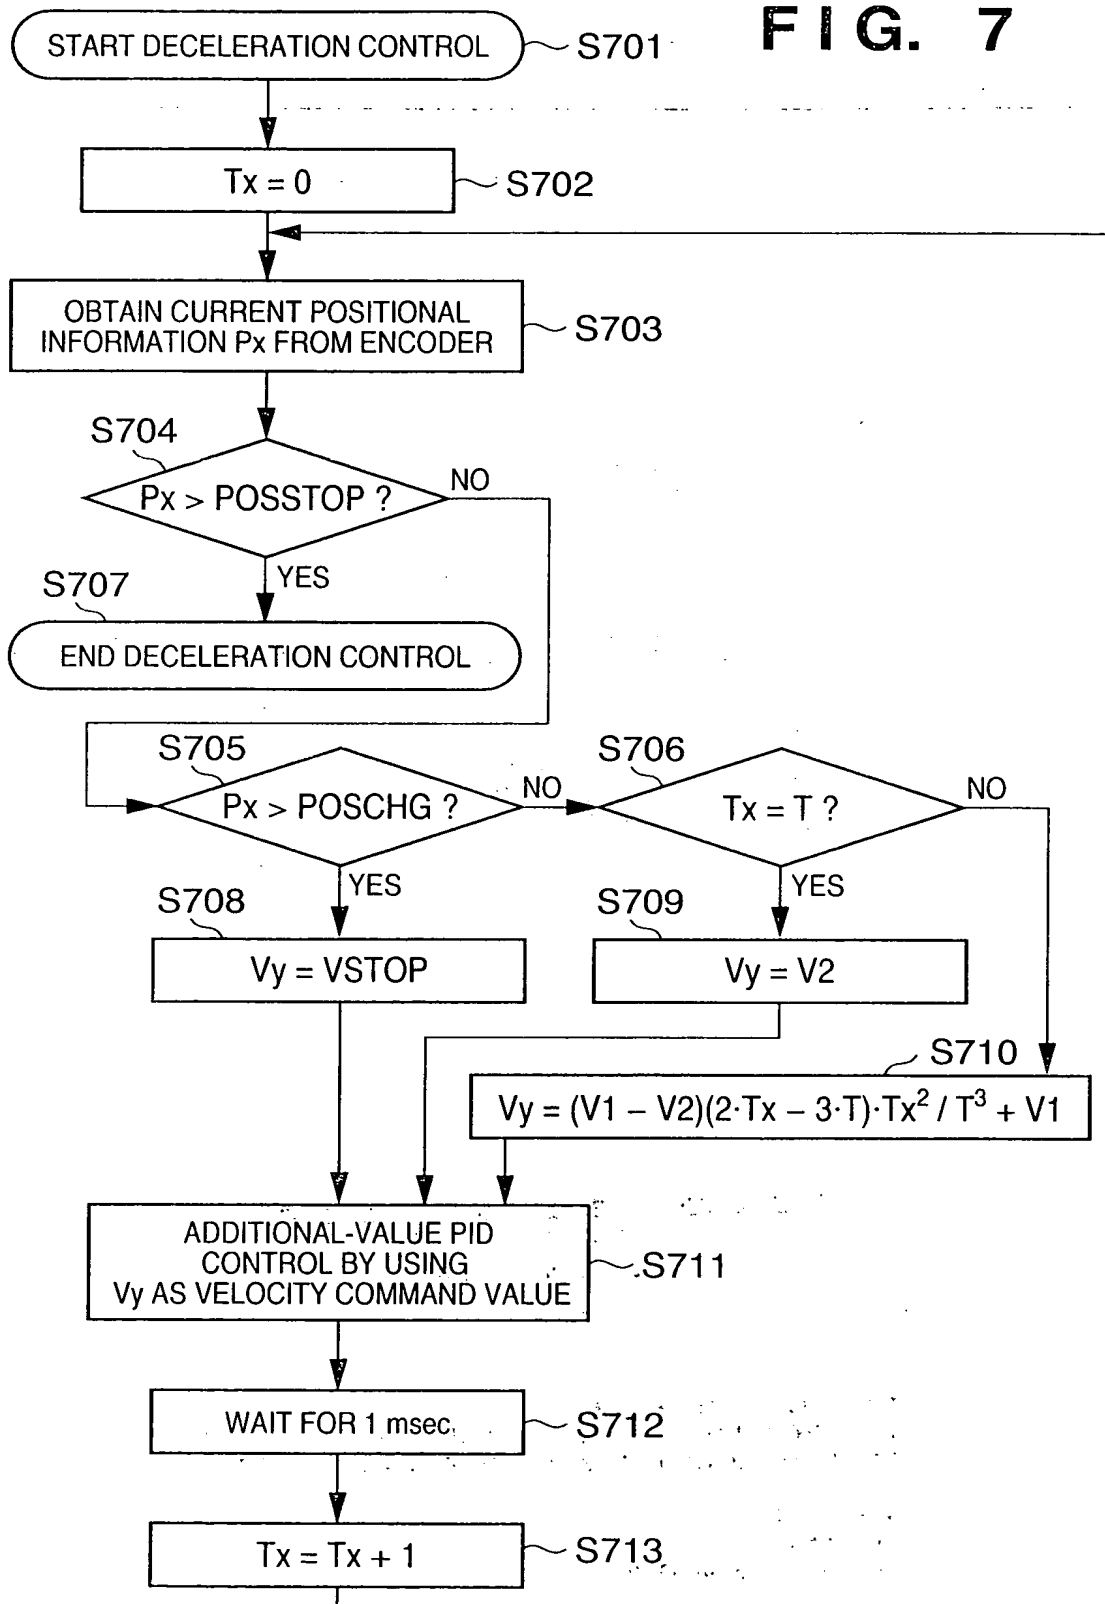 FIG. 7
START DECELERATION CONTROL
S701
Tx = 0
S702
OBTAIN CURRENT POSITIONAL
INFORMATION Px FROM ENCODER
S703
S704
Px > POSSTOP ?
NO
YES
S707
END DECELERATION CONTROL
S705
Px > POSCHG ?
NO
YES
S706
Tx = T ?
NO
YES
S708
Vy = VSTOP
S709
Vy = V2
S710
Vy = (V1 – V2)(2·Tx – 3·T)·Tx² / T³ + V1
ADDITIONAL-VALUE PID
CONTROL BY USING
Vy AS VELOCITY COMMAND VALUE
S711
WAIT FOR 1 msec
S712
Tx = Tx + 1
S713